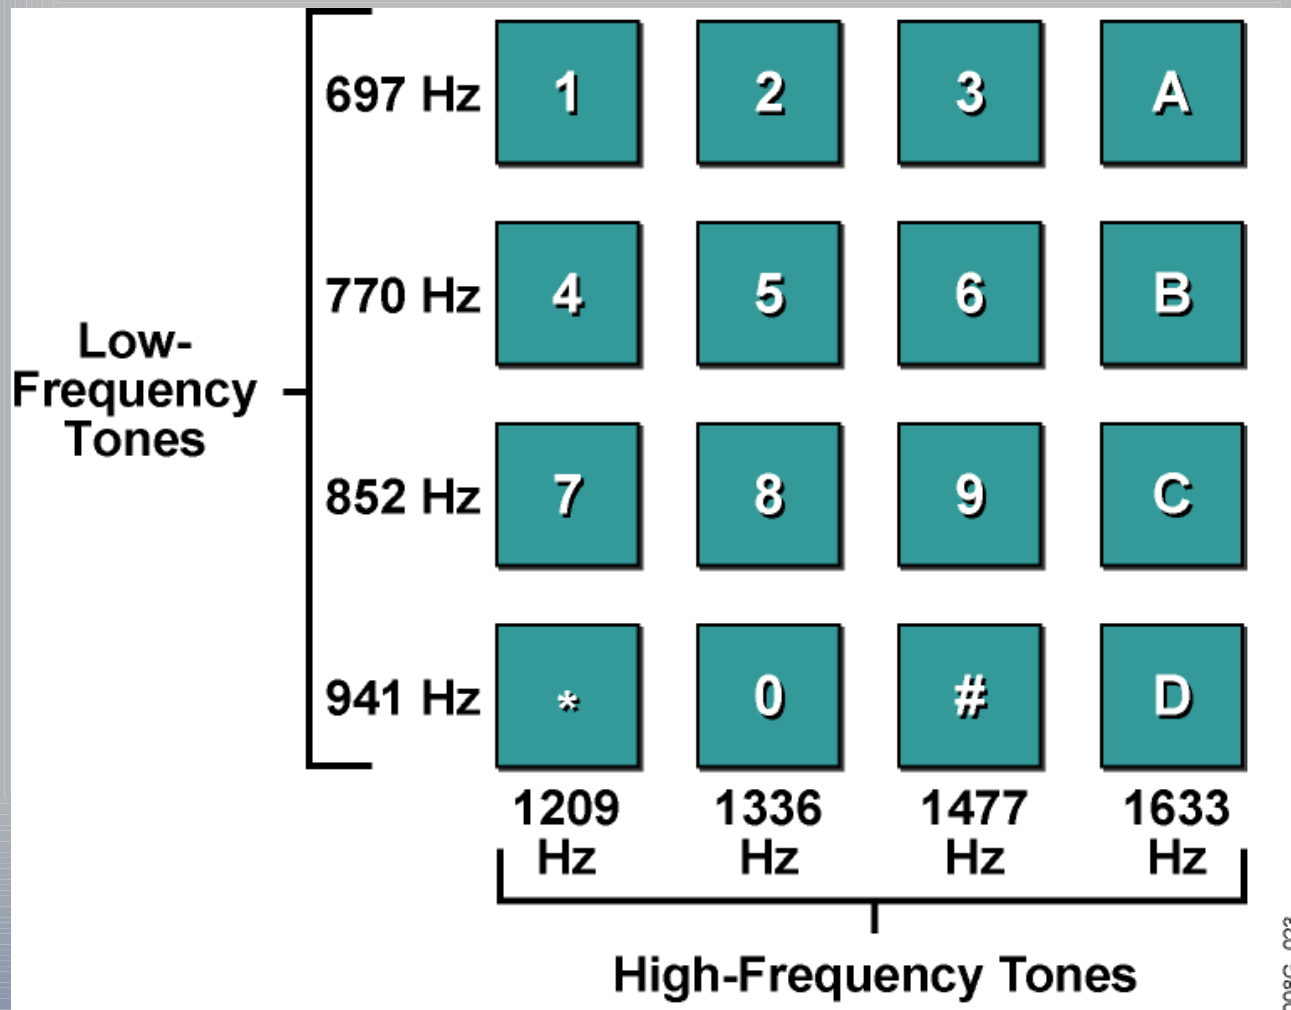 697 Hz 1 2 3 A
770 Hz 4 5 6 B
Low-
Frequency
Tones
852 Hz 7 8 9 C
941 Hz * 0 # D
1209 1336 1477 1633
Hz Hz Hz Hz
High-Frequency Tones